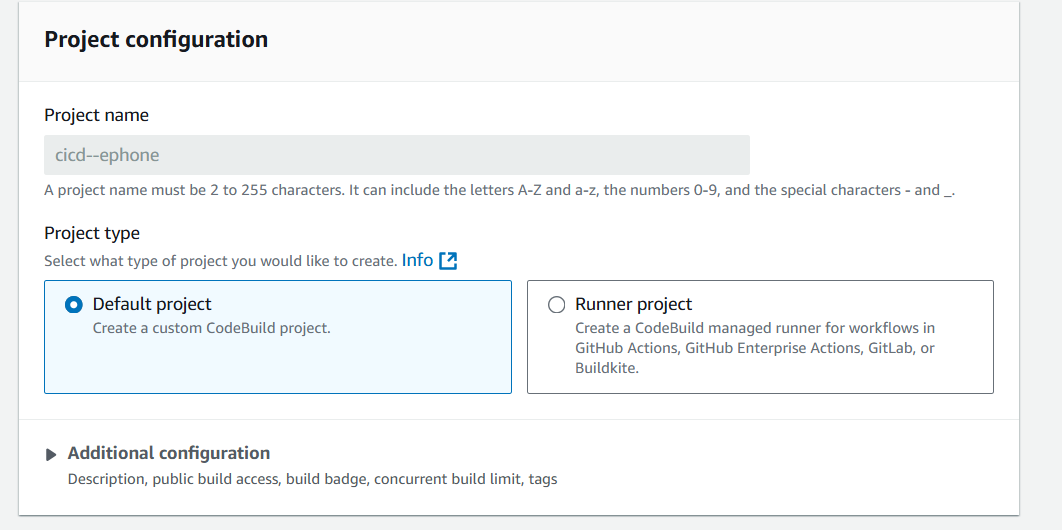 Project configuration
Project name
cicd--ephone
A project name must be 2 to 255 characters. It can include the letters A-Z and a-z, the numbers 0-9, and the special characters - and _.
Project type
Select what type of project you would like to create. Info
Default project
Create a custom CodeBuild project.
Runner project
Create a CodeBuild managed runner for workflows in
GitHub Actions, GitHub Enterprise Actions, GitLab, or
Buildkite.
Additional configuration
Description, public build access, build badge, concurrent build limit, tags